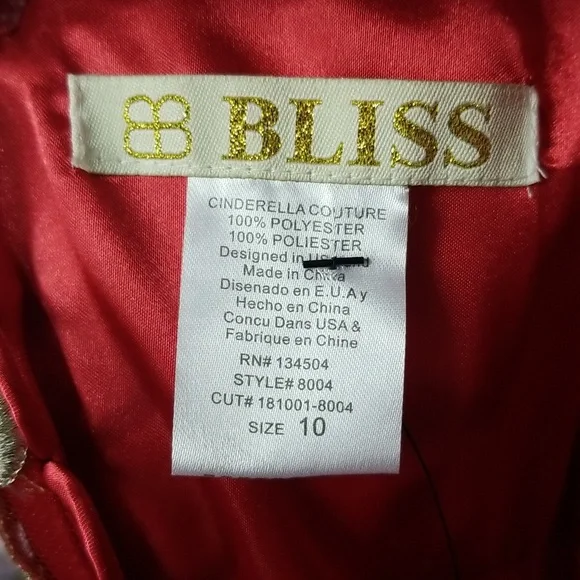 BLISS
CINDERELLA COUTURE
100% POLYESTER
100% POLIESTER
Designed in
Made in China
Disenado en E.U.A y
Hecho en China
Concu Dans USA &
Fabrique en Chine
RN# 134504
STYLE# 8004
CUT# 181001-8004
SIZE 10